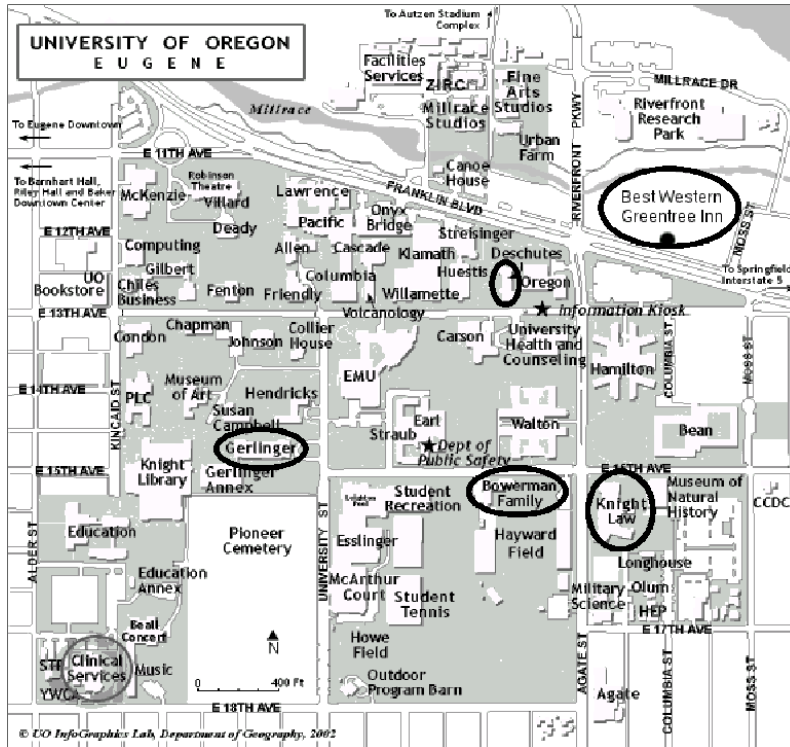 UNIVERSITY OF OREGON
EUGENE
To Autzen Stadium
Complex
Facilities
Services
ZIRC
Fine
Arts
Studios
Millrace
Studios
Millrace
Urban
Farm
RIVERFRONT PKWY
MILLRACE DR
Riverfront
Research
Park
To Eugene Downtown
E 11TH AVE
Canoe
House
FRANKLIN BLVD
Best Western
Greentree Inn
MOSS ST
To Barnhart Hall,
Riley Hall and Baker
Downtown Center
McKenzie
Robinson
Theatre
Villard
Deady
Lawrence
Pacific
Onyx
Bridge
Streisinger
Deschutes
E 12TH AVE
Computing
Allen
Cascade
Klamath
Huestis
Oregon
To Springfield
Interstate 5
UO
Bookstore
Gilbert
Chiles
Business
Fenton
Friendly
Columbia
Willamette
Volcanology
Information Kiosk
E 13TH AVE
Condon
Chapman
Johnson
Collier
House
EMU
Carson
University
Health and
Counseling
Hamilton
COLUMBIA ST
MOSS ST
E 14TH AVE
PLC
KINCAID ST
Museum
of Art
Hendricks
Susan
Campbell
Earl
Straub
Walton
Bean
Gerlinger
Dept of
Public Safety
E 15TH AVE
Knight
Library
Gerlinger
Annex
E 15TH AVE
Student
Recreation
Bowerman
Family
Knight
Law
Museum of
Natural
History
CCDC
Education
Pioneer
Cemetery
UNIVERSITY ST
Esslinger
Hayward
Field
ALDER ST
Education
Annex
McArthur
Court
Student
Tennis
Longhouse
Military
Science
Olum
HEP
Beall
Concert
N
Howe
Field
E 17TH AVE
STP
Clinical
Services
YWCA
Music
0
400 Ft
Outdoor
Program Barn
AGATE ST
Agate
COLUMBIA ST
MOSS ST
E 18TH AVE
© UO InfoGraphics Lab, Department of Geography, 2002